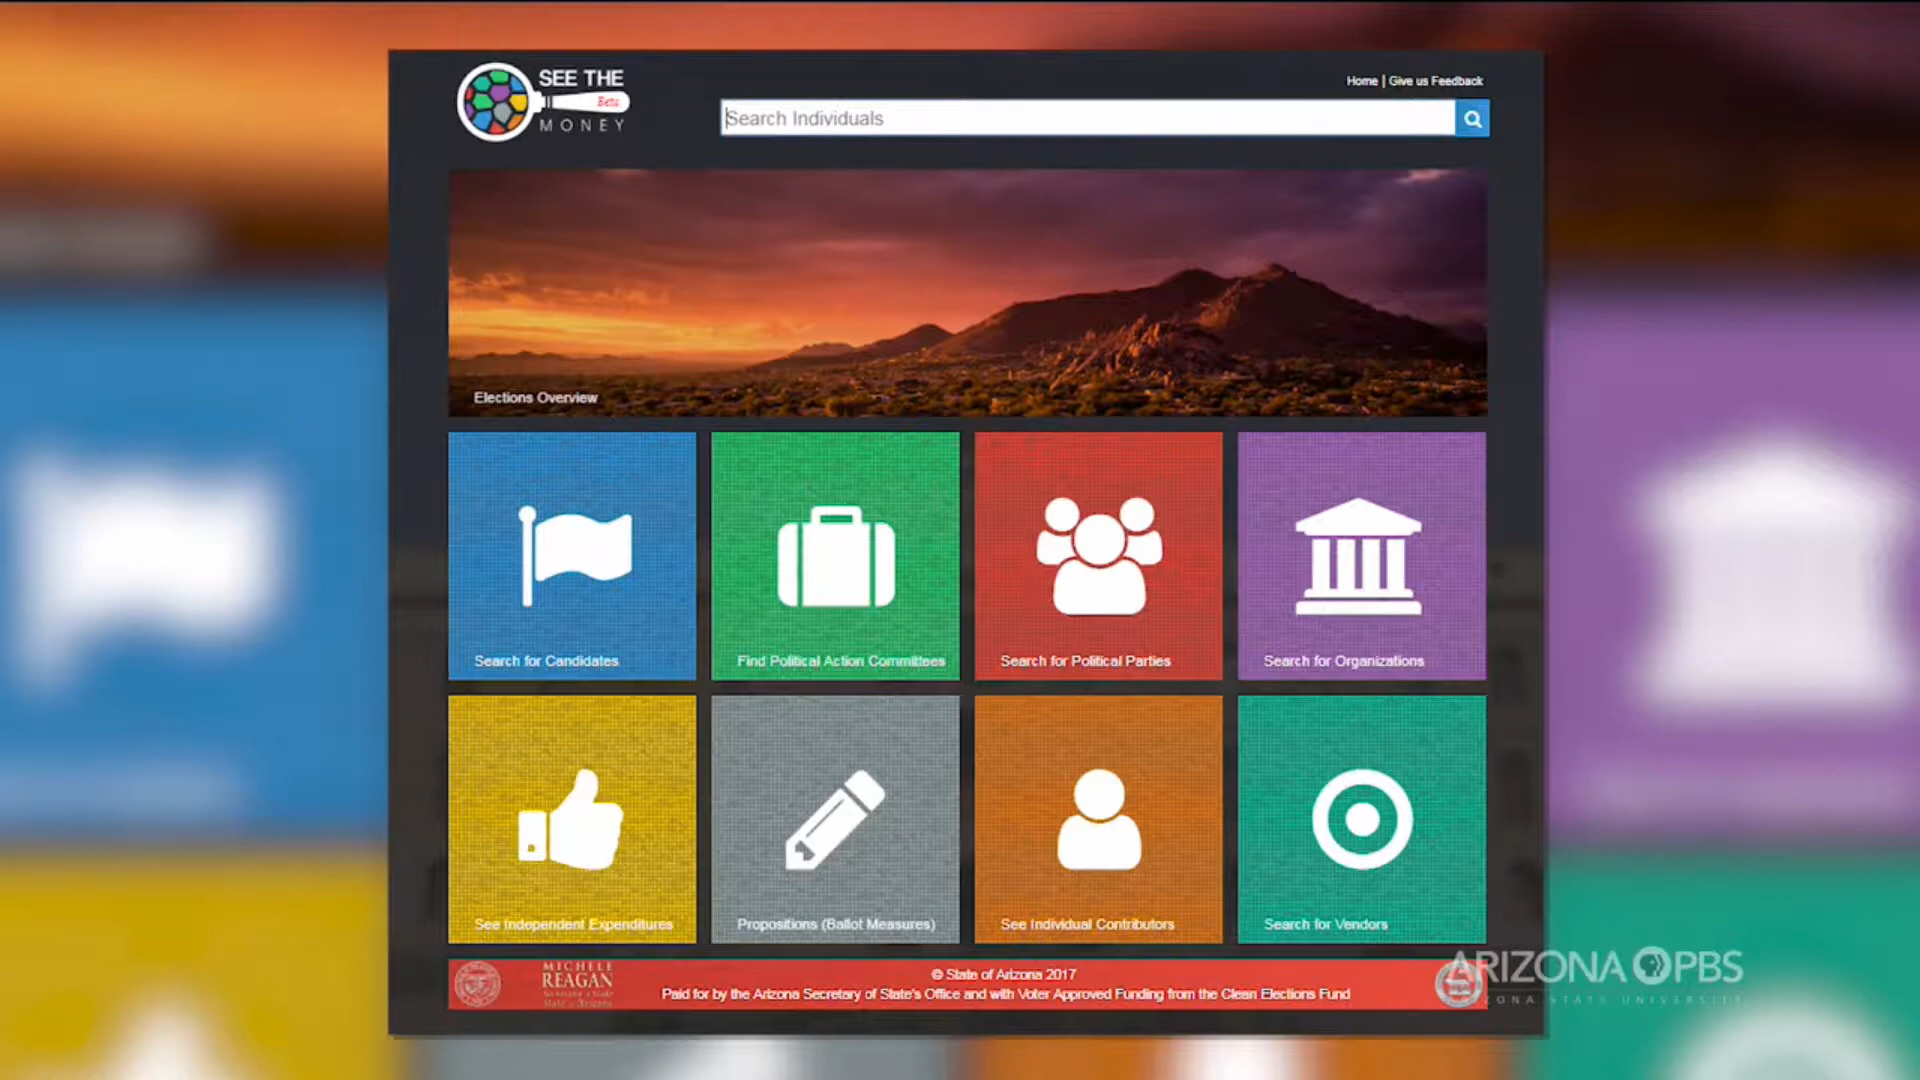 SEE THE
Beta
MONEY
Home | Give us Feedback
Search Individuals
Elections Overview
Search for Candidates
Find Political Action Committees
Search for Political Parties
Search for Organizations
See Independent Expenditures
Propositions (Ballot Measures)
See Individual Contributors
Search for Vendors
MICHELE
REAGAN
© State of Arizona 2017
Paid for by the Arizona Secretary of State's Office and with Voter Approved Funding from the Clean Elections Fund
ARIZONA PBS
ARIZONA STATE UNIVERSITY